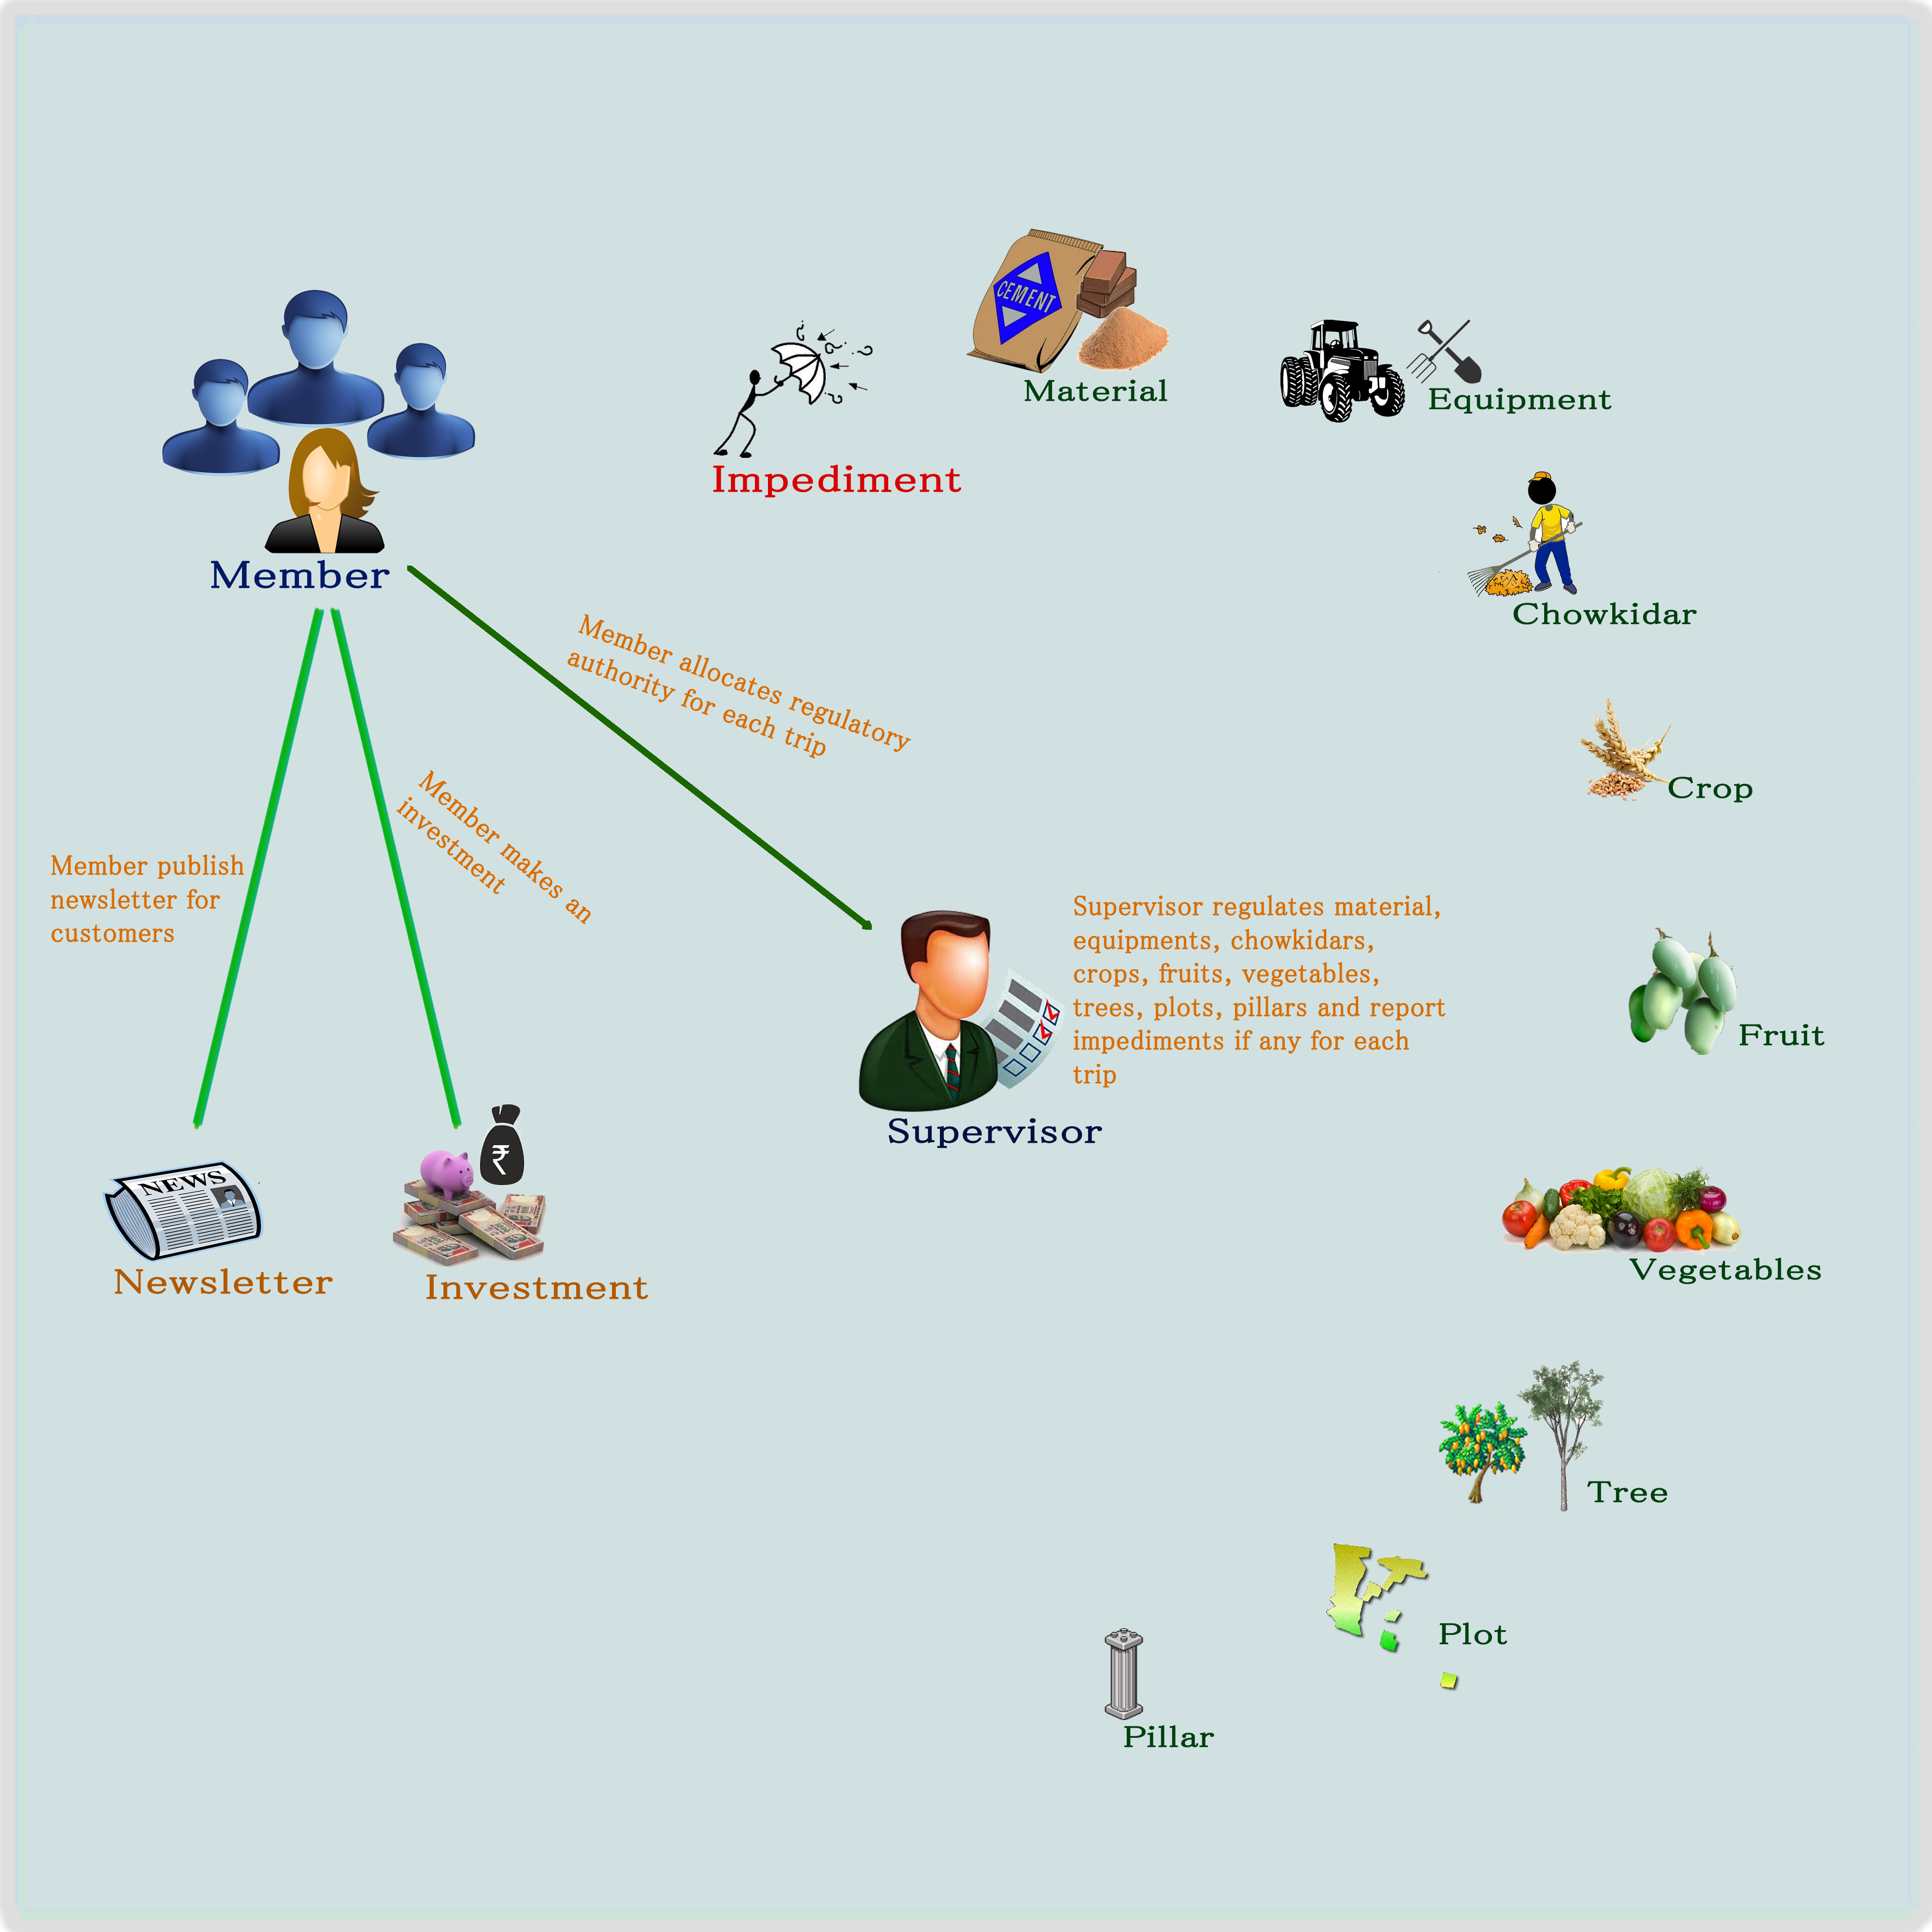 CEMENT
Material
Equipment
Impediment
Member
Chowkidar
Member allocates regulatory
authority for each trip
Crop
Member makes an
investment
Member publish
newsletter for
customers
Supervisor regulates material,
equipments, chowkidars,
crops, fruits, vegetables,
trees, plots, pillars and report
impediments if any for each
trip
Fruit
Supervisor
₹
NEWS
Newsletter
Investment
Vegetables
Tree
Plot
Pillar